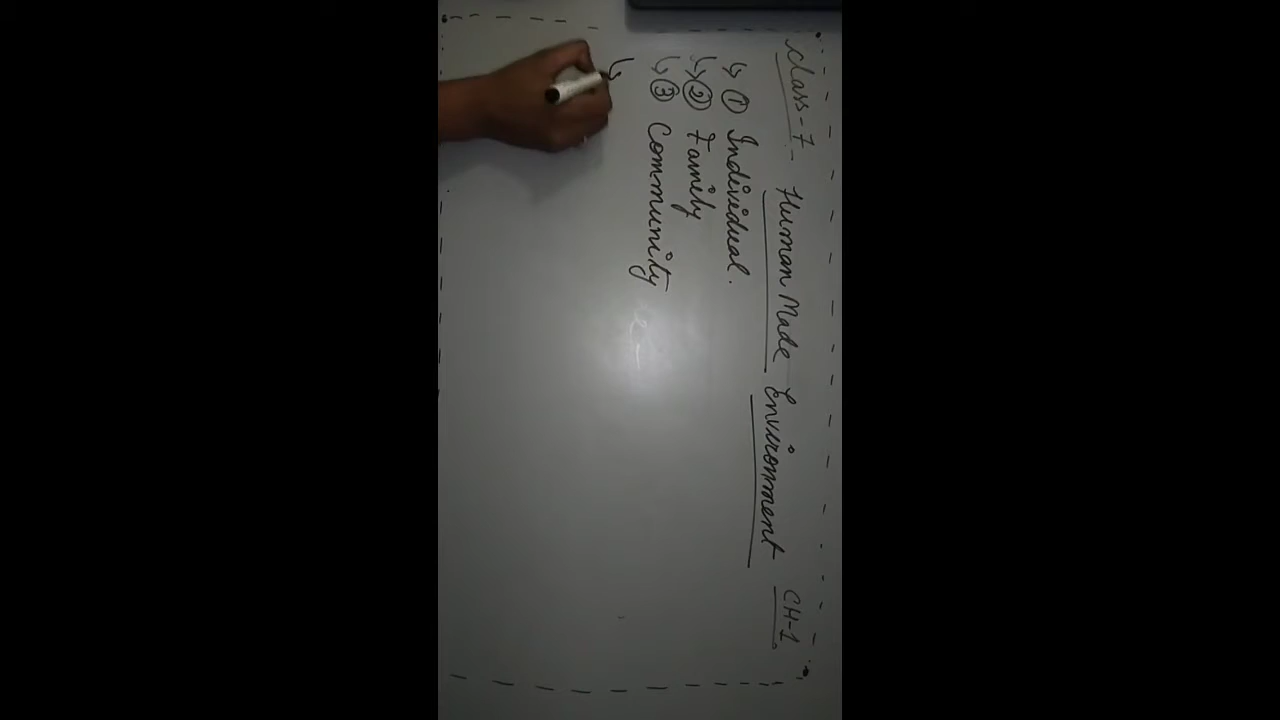 Class-7. Human Made Environment CH-1.
↳ ① Individual.
↳ ② Family
↳ ③ Community
↳